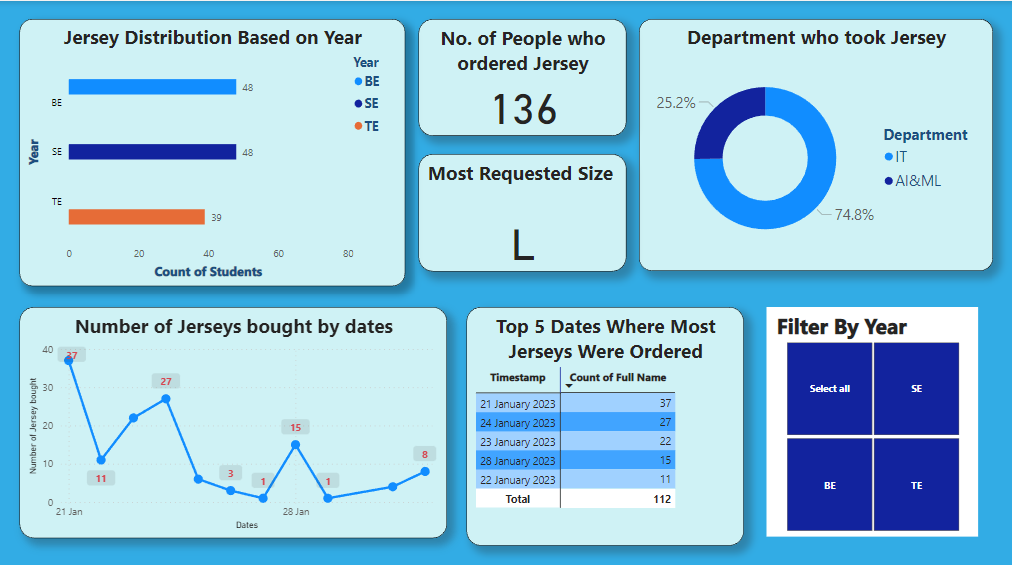 Jersey Distribution Based on Year
Year
BE
SE
TE
BE
48
SE
48
TE
39
Year
0 20 40 60 80
Count of Students
No. of People who
ordered Jersey
136
Most Requested Size
L
Department who took Jersey
25.2%
74.8%
Department
IT
AI&ML
Number of Jerseys bought by dates
Number of Jersey bought
40
30
20
10
0
37
11
27
3
1
15
1
8
21 Jan 28 Jan
Dates
Top 5 Dates Where Most
Jerseys Were Ordered
Timestamp Count of Full Name
21 January 2023 37
24 January 2023 27
23 January 2023 22
28 January 2023 15
22 January 2023 11
Total 112
Filter By Year
Select all SE
BE TE